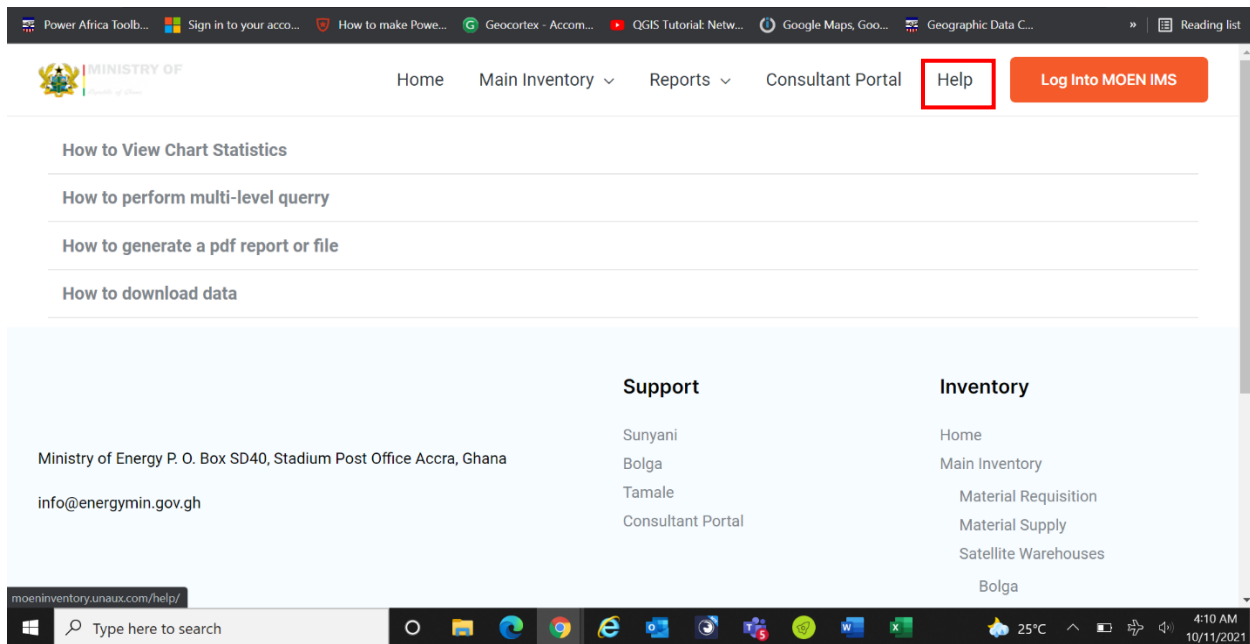 Power Africa Toolb... Sign in to your acco... How to make Powe... Geocortex - Accom... QGIS Tutorial: Netw... Google Maps, Goo... Geographic Data C... » Reading list
MINISTRY OF
Republic of Ghana
Home Main Inventory Reports Consultant Portal Help Log Into MOEN IMS
How to View Chart Statistics
How to perform multi-level querry
How to generate a pdf report or file
How to download data
Ministry of Energy P. O. Box SD40, Stadium Post Office Accra, Ghana
info@energymin.gov.gh
Support
Sunyani
Bolga
Tamale
Consultant Portal
Inventory
Home
Main Inventory
Material Requisition
Material Supply
Satellite Warehouses
Bolga
moeninventory.unaux.com/help/
Type here to search
25°C
4:10 AM
10/11/2021